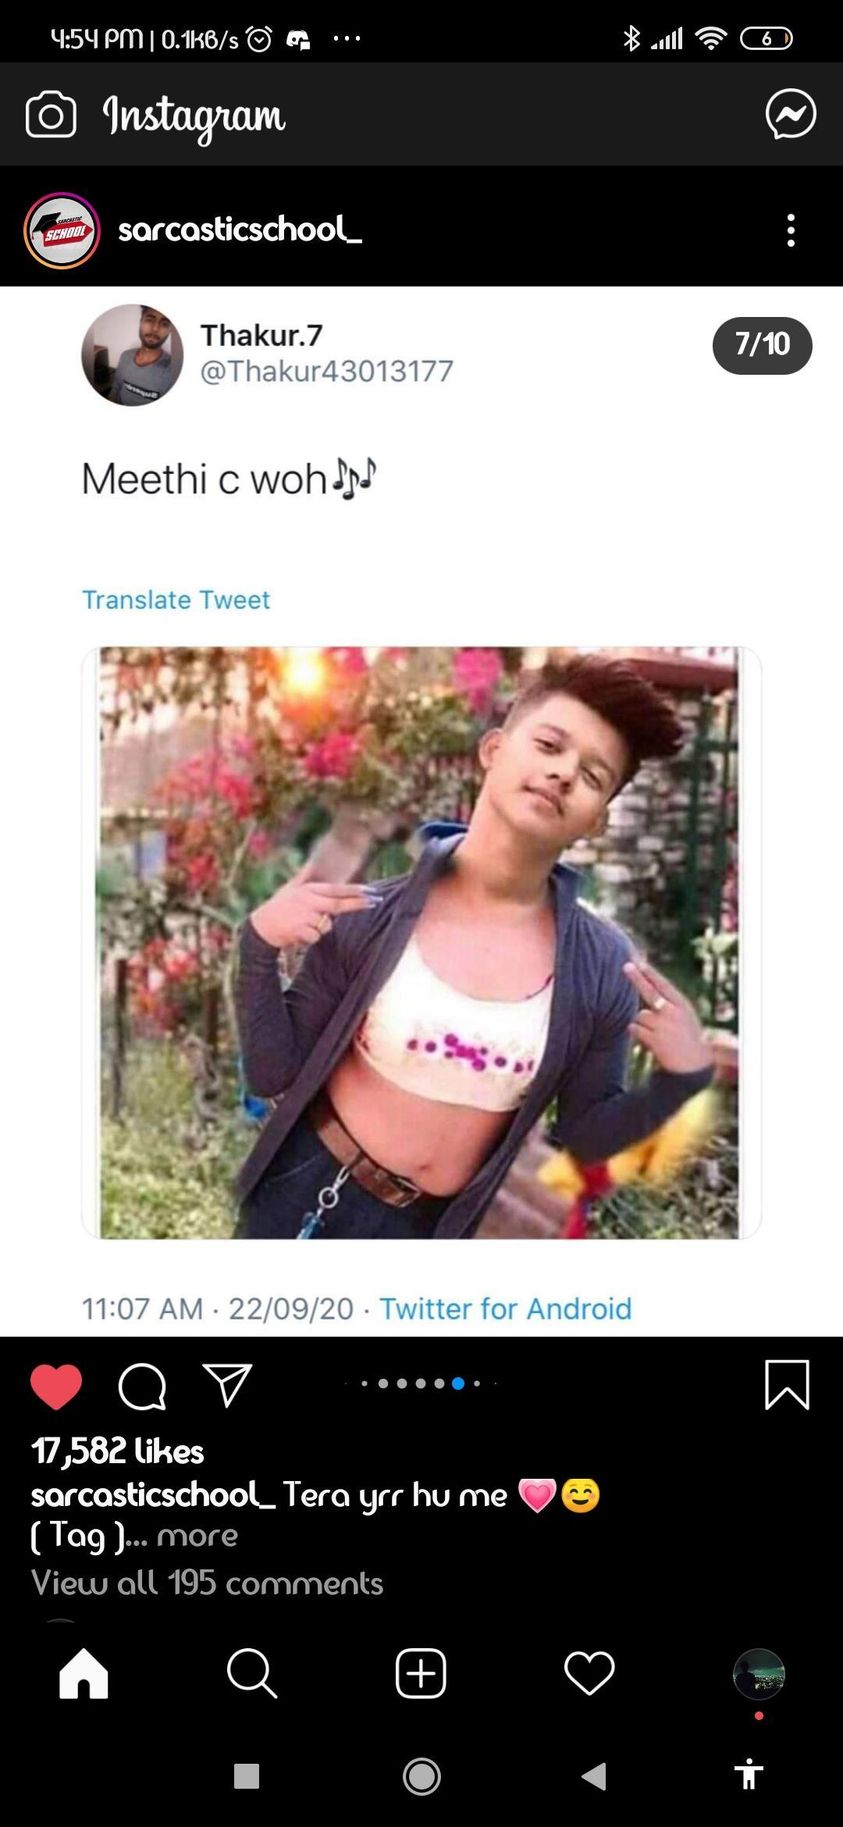 4:54 PM | 0.1KB/s ...
6
Instagram
SARCASTIC
SCHOOL
sarcasticschool_
Thakur.7
@Thakur43013177
7/10
Meethi c woh🎶
Translate Tweet
11:07 AM · 22/09/20 · Twitter for Android
17,582 likes
sarcasticschool_ Tera yrr hu me 💗☺️
( Tag )... more
View all 195 comments